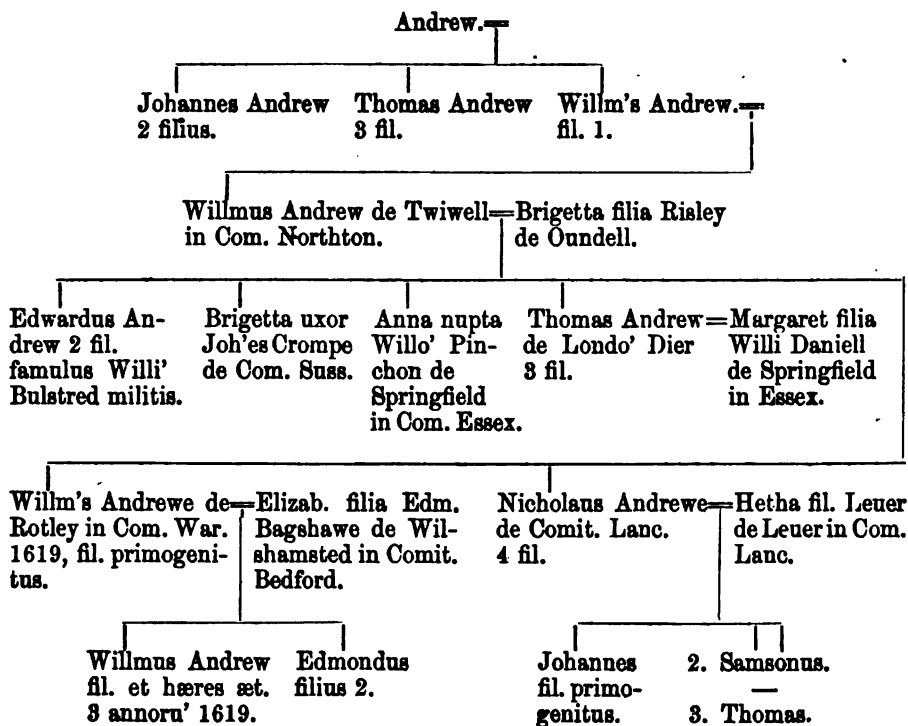 Andrew.
Johannes Andrew
2 filius.
Thomas Andrew
3 fil.
Willm's Andrew.
fil. 1.
Willmus Andrew de Twiwell
in Com. Northton.
Brigetta filia Risley
de Oundell.
Edwardus An-
drew 2 fil.
famulus Willi'
Bulstred militis.
Brigetta uxor
Joh'es Crompe
de Com. Suss.
Anna nupta
Willo' Pin-
chon de
Springfield
in Com. Essex.
Thomas Andrew
de Londo' Dier
3 fil.
Margaret filia
Willi Daniell
de Springfield
in Essex.
Willm's Andrewe de
Rotley in Com. War.
1619, fil. primogeni-
tus.
Elizab. filia Edm.
Bagshawe de Wil-
shamsted in Comit.
Bedford.
Nicholaus Andrewe
de Comit. Lanc.
4 fil.
Hetha fil. Leuer
de Leuer in Com.
Lanc.
Willmus Andrew
fil. et hæres æt.
3 annoru' 1619.
Edmondus
filius 2.
Johannes
fil. primo-
genitus.
2. Samsonus.
—
3. Thomas.